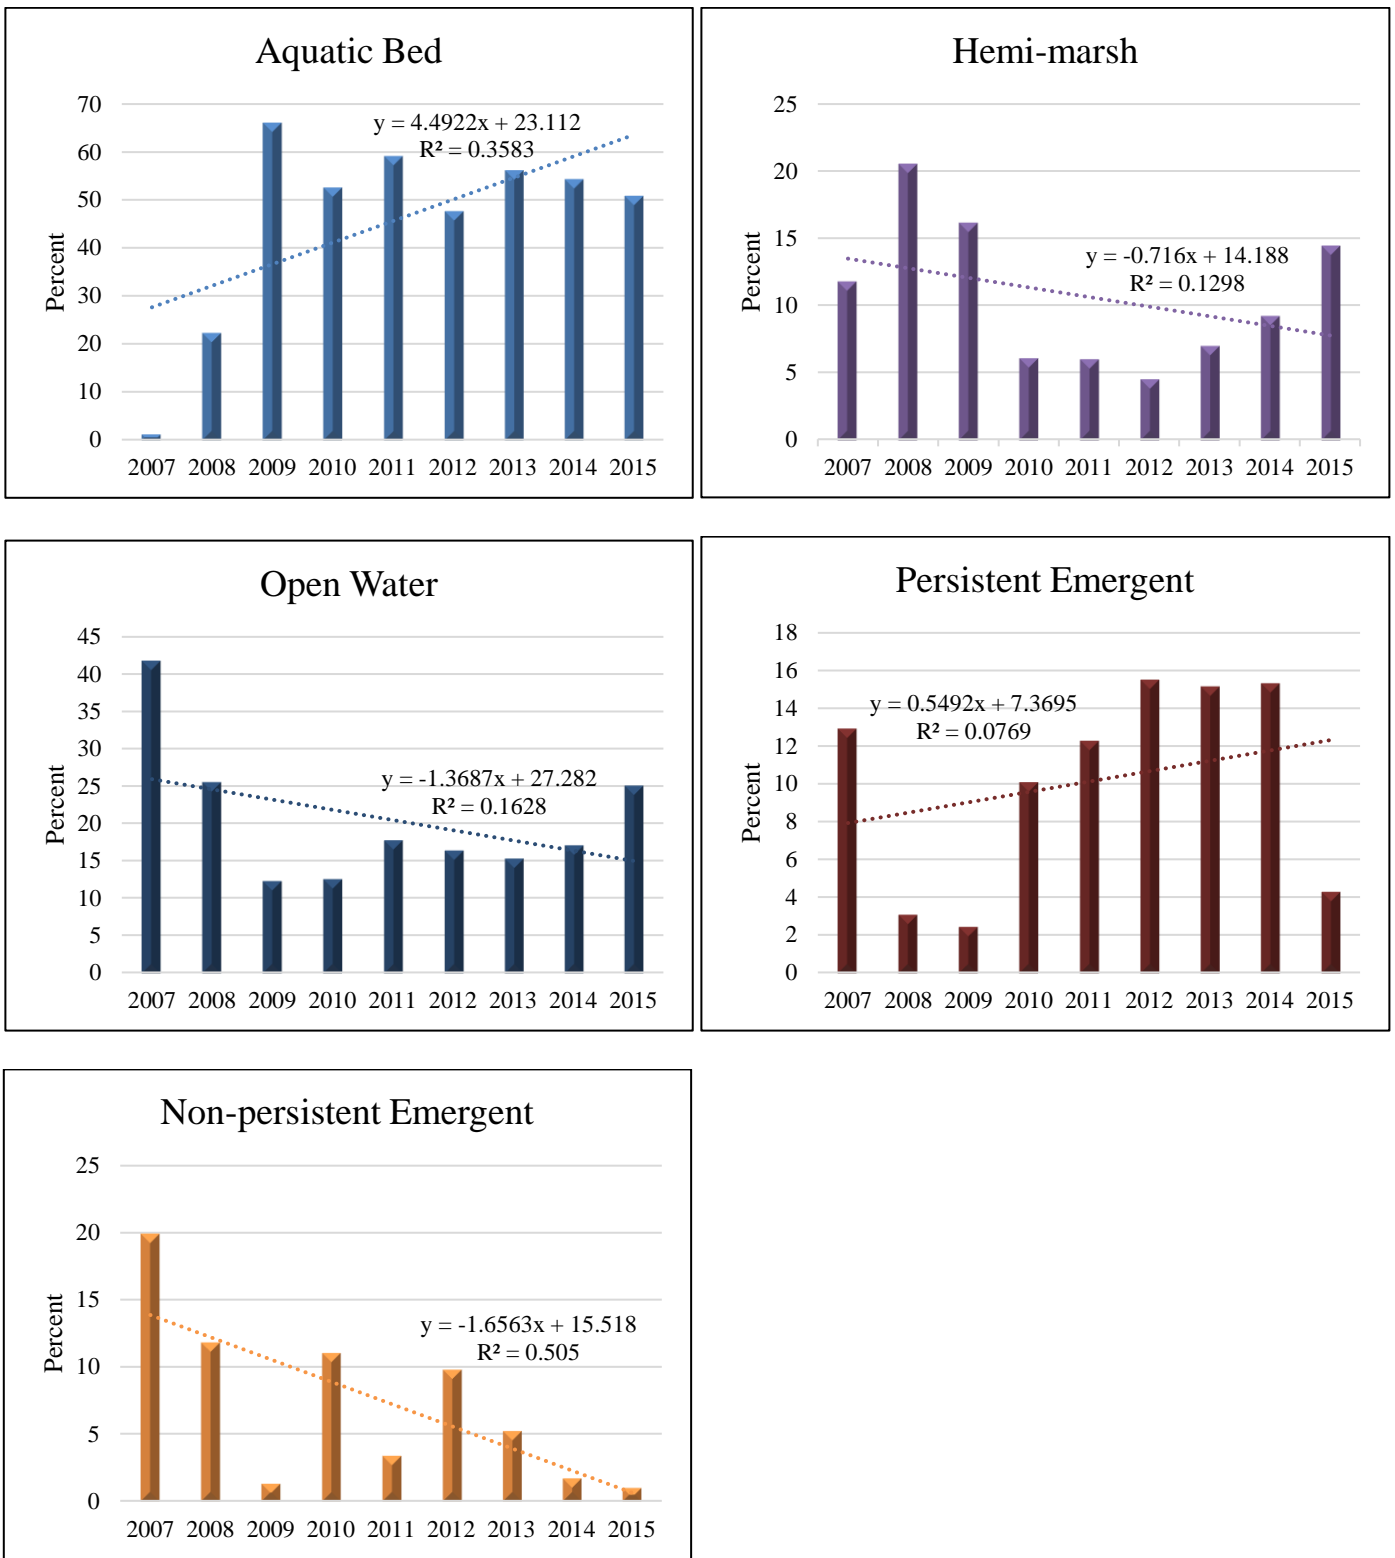 Aquatic Bed
70
60
50
40
30
20
10
0
Percent
y = 4.4922x + 23.112
R² = 0.3583
2007 2008 2009 2010 2011 2012 2013 2014 2015
Hemi-marsh
25
20
15
10
5
0
Percent
y = -0.716x + 14.188
R² = 0.1298
2007 2008 2009 2010 2011 2012 2013 2014 2015
Open Water
45
40
35
30
25
20
15
10
5
0
Percent
y = -1.3687x + 27.282
R² = 0.1628
2007 2008 2009 2010 2011 2012 2013 2014 2015
Persistent Emergent
18
16
14
12
10
8
6
4
2
0
Percent
y = 0.5492x + 7.3695
R² = 0.0769
2007 2008 2009 2010 2011 2012 2013 2014 2015
Non-persistent Emergent
25
20
15
10
5
0
Percent
y = -1.6563x + 15.518
R² = 0.505
2007 2008 2009 2010 2011 2012 2013 2014 2015